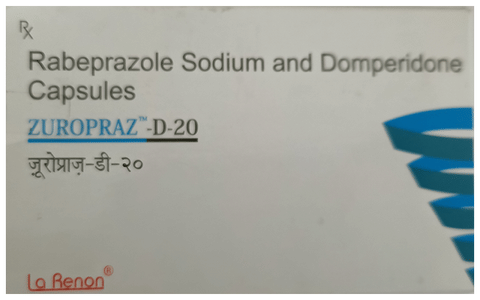 Rx
Rabeprazole Sodium and Domperidone
Capsules
ZUROPRAZ™-D-20
ज़ूरोप्राज़-डी-२०
La Renon®